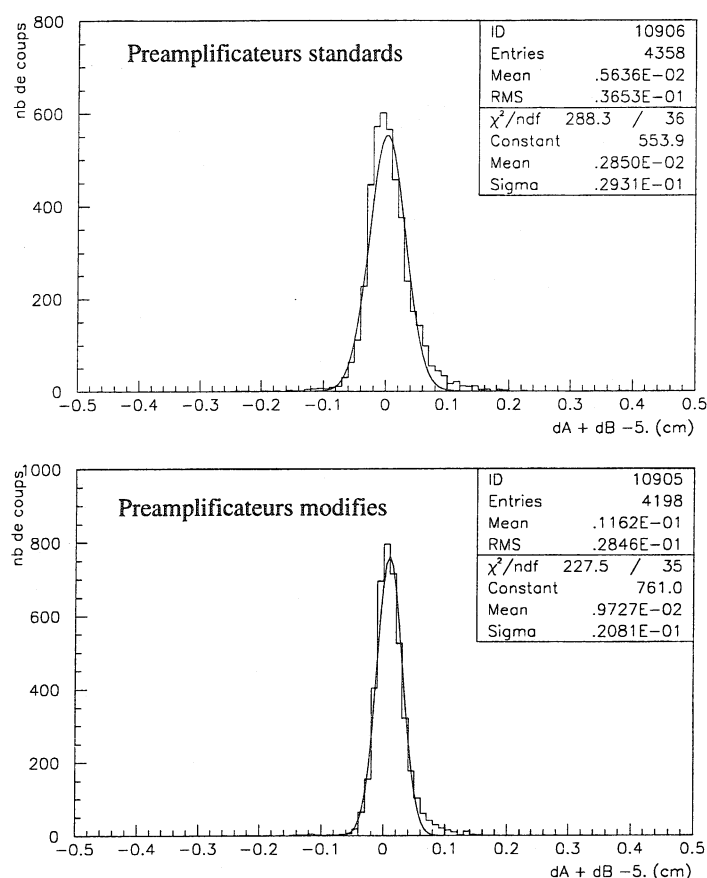 nb de coups
800
600
400
200
0
Preamplificateurs standards
ID 10906
Entries 4358
Mean .5636E−02
RMS .3653E−01
χ²/ndf 288.3 / 36
Constant 553.9
Mean .2850E−02
Sigma .2931E−01
−0.5 −0.4 −0.3 −0.2 −0.1 0 0.1 0.2 0.3 0.4 0.5
dA + dB −5. (cm)
nb de coups
1000
800
600
400
200
0
Preamplificateurs modifies
ID 10905
Entries 4198
Mean .1162E−01
RMS .2846E−01
χ²/ndf 227.5 / 35
Constant 761.0
Mean .9727E−02
Sigma .2081E−01
−0.5 −0.4 −0.3 −0.2 −0.1 0 0.1 0.2 0.3 0.4 0.5
dA + dB −5. (cm)